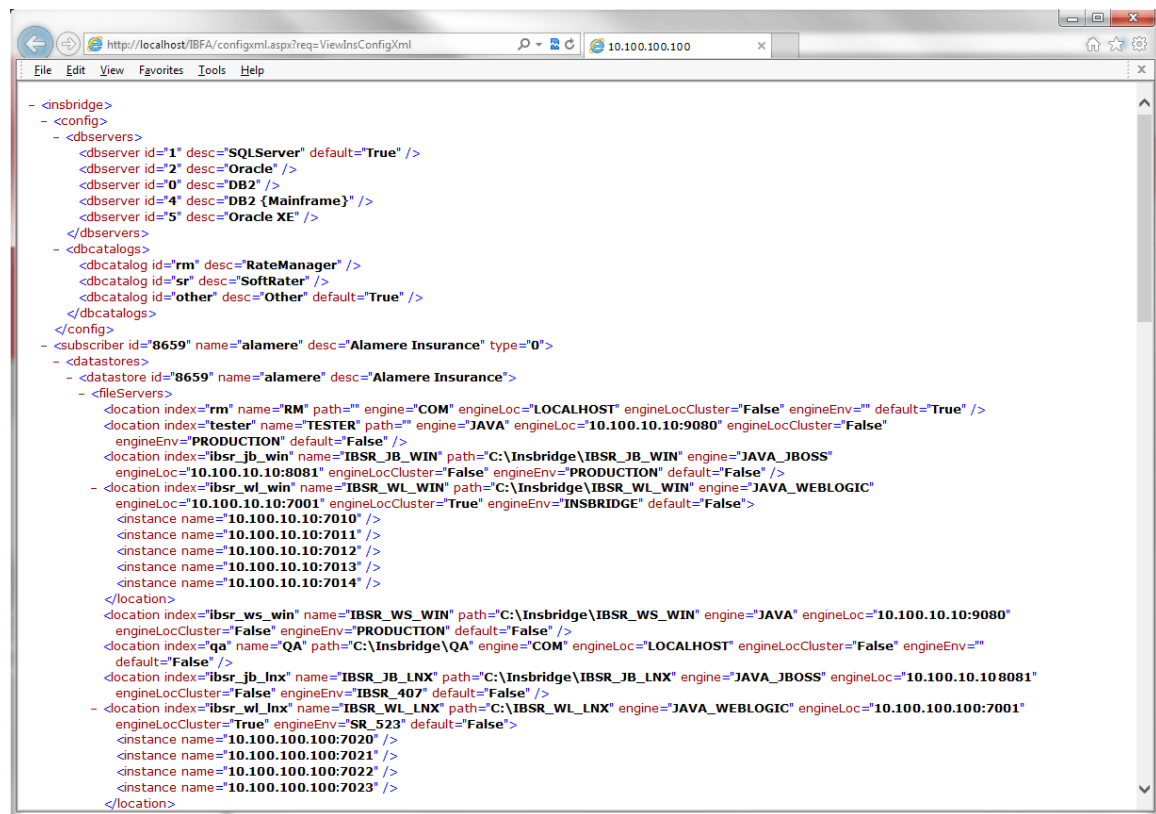 http://localhost/IBFA/configxml.aspx?req=ViewInsConfigXml
10.100.100.100
File Edit View Favorites Tools Help
- <insbridge>
- <config>
- <dbservers>
<dbserver id="1" desc="SQLServer" default="True" />
<dbserver id="2" desc="Oracle" />
<dbserver id="0" desc="DB2" />
<dbserver id="4" desc="DB2 {Mainframe}" />
<dbserver id="5" desc="Oracle XE" />
</dbservers>
- <dbcatalogs>
<dbcatalog id="rm" desc="RateManager" />
<dbcatalog id="sr" desc="SoftRater" />
<dbcatalog id="other" desc="Other" default="True" />
</dbcatalogs>
</config>
- <subscriber id="8659" name="alamere" desc="Alamere Insurance" type="0">
- <datastores>
- <datastore id="8659" name="alamere" desc="Alamere Insurance">
- <fileServers>
<location index="rm" name="RM" path="" engine="COM" engineLoc="LOCALHOST" engineLocCluster="False" engineEnv="" default="True" />
<location index="tester" name="TESTER" path="" engine="JAVA" engineLoc="10.100.10.10:9080" engineLocCluster="False"
engineEnv="PRODUCTION" default="False" />
<location index="ibsr_jb_win" name="IBSR_JB_WIN" path="C:\Insbridge\IBSR_JB_WIN" engine="JAVA_JBOSS"
engineLoc="10.100.10.10:8081" engineLocCluster="False" engineEnv="PRODUCTION" default="False" />
- <location index="ibsr_wl_win" name="IBSR_WL_WIN" path="C:\Insbridge\IBSR_WL_WIN" engine="JAVA_WEBLOGIC"
engineLoc="10.100.10.10:7001" engineLocCluster="True" engineEnv="INSBRIDGE" default="False">
<instance name="10.100.10.10:7010" />
<instance name="10.100.10.10:7011" />
<instance name="10.100.10.10:7012" />
<instance name="10.100.10.10:7013" />
<instance name="10.100.10.10:7014" />
</location>
<location index="ibsr_ws_win" name="IBSR_WS_WIN" path="C:\Insbridge\IBSR_WS_WIN" engine="JAVA" engineLoc="10.100.10.10:9080"
engineLocCluster="False" engineEnv="PRODUCTION" default="False" />
<location index="qa" name="QA" path="C:\Insbridge\QA" engine="COM" engineLoc="LOCALHOST" engineLocCluster="False" engineEnv=""
default="False" />
<location index="ibsr_jb_lnx" name="IBSR_JB_LNX" path="C:\Insbridge\IBSR_JB_LNX" engine="JAVA_JBOSS" engineLoc="10.100.10.10 8081"
engineLocCluster="False" engineEnv="IBSR_407" default="False" />
- <location index="ibsr_wl_lnx" name="IBSR_WL_LNX" path="C:\IBSR_WL_LNX" engine="JAVA_WEBLOGIC" engineLoc="10.100.100.100:7001"
engineLocCluster="True" engineEnv="SR_523" default="False">
<instance name="10.100.100.100:7020" />
<instance name="10.100.100.100:7021" />
<instance name="10.100.100.100:7022" />
<instance name="10.100.100.100:7023" />
</location>